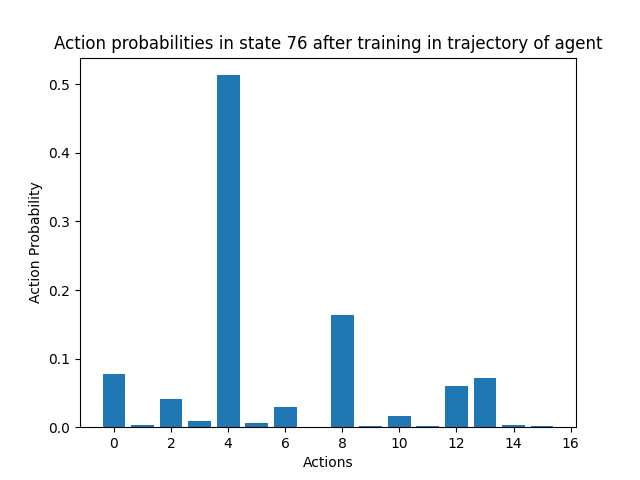 Action probabilities in state 76 after training in trajectory of agent
0.5
0.4
0.3
0.2
0.1
0.0
Action Probability
0 2 4 6 8 10 12 14 16
Actions